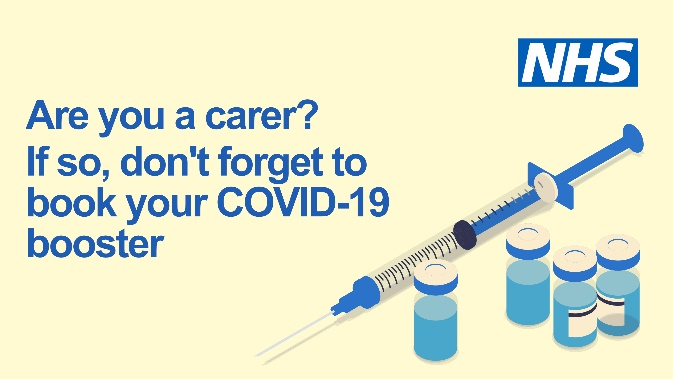 NHS
Are you a carer?
If so, don't forget to
book your COVID-19
booster